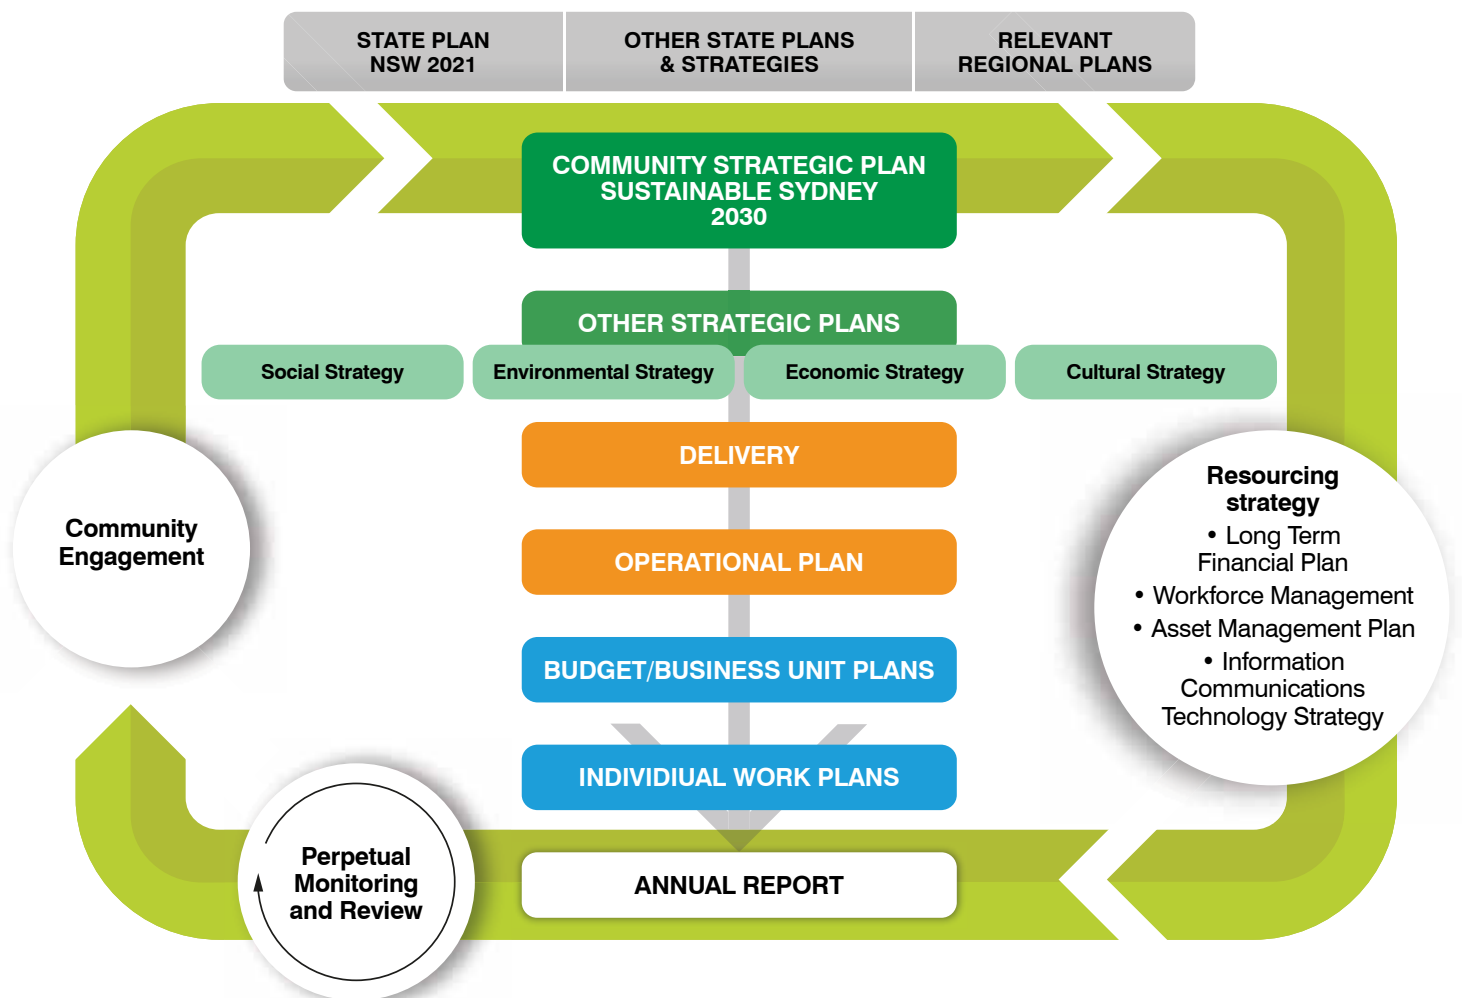 STATE PLAN
NSW 2021
OTHER STATE PLANS
& STRATEGIES
RELEVANT
REGIONAL PLANS
COMMUNITY STRATEGIC PLAN
SUSTAINABLE SYDNEY
2030
OTHER STRATEGIC PLANS
Social Strategy
Environmental Strategy
Economic Strategy
Cultural Strategy
DELIVERY
OPERATIONAL PLAN
BUDGET/BUSINESS UNIT PLANS
INDIVIDIUAL WORK PLANS
ANNUAL REPORT
Community
Engagement
Resourcing
strategy
• Long Term
Financial Plan
• Workforce Management
• Asset Management Plan
• Information
Communications
Technology Strategy
Perpetual
Monitoring
and Review